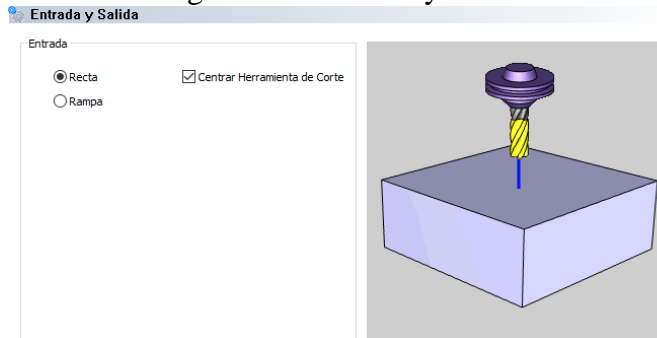 Entrada y Salida
Entrada
Recta
Centrar Herramienta de Corte
Rampa